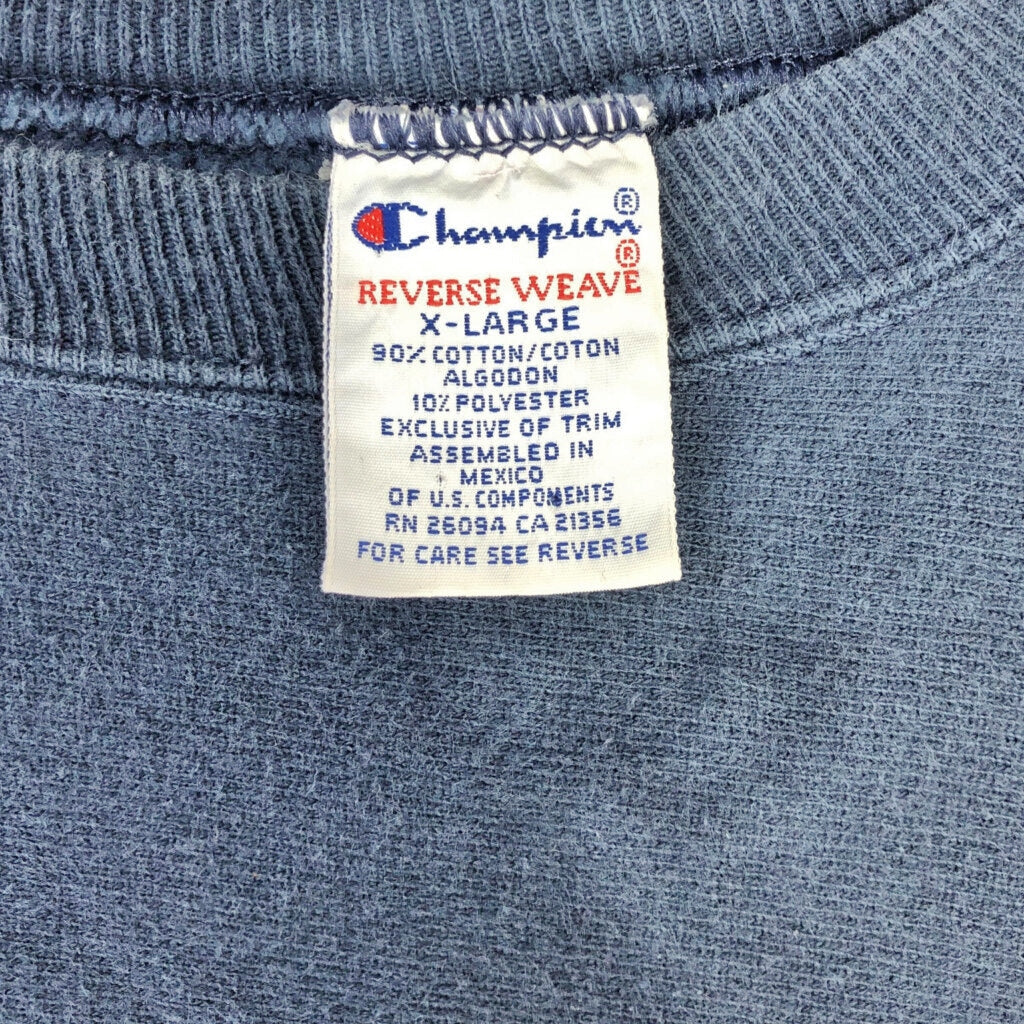 Champion®
REVERSE WEAVE®
X-LARGE
90% COTTON/COTON
ALGODON
10% POLYESTER
EXCLUSIVE OF TRIM
ASSEMBLED IN
MEXICO
OF U.S. COMPONENTS
RN 26094 CA 21356
FOR CARE SEE REVERSE